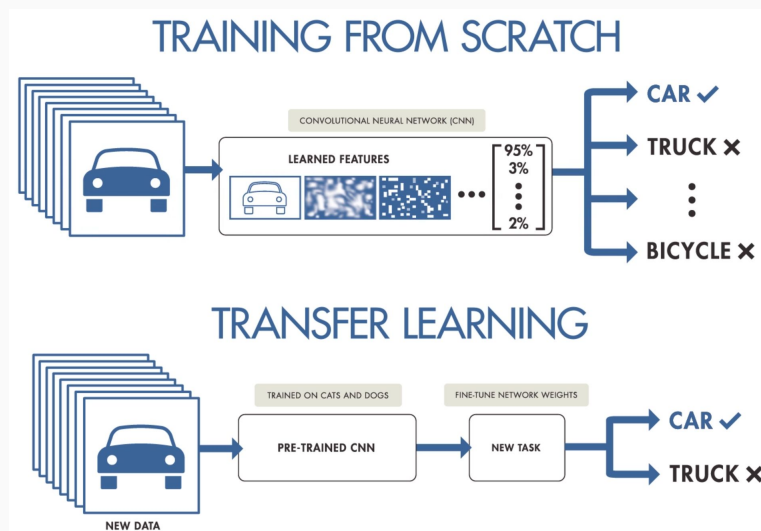 TRAINING FROM SCRATCH
CONVOLUTIONAL NEURAL NETWORK (CNN)
LEARNED FEATURES
95%
3%
2%
CAR ✓
TRUCK ✕
BICYCLE ✕
TRANSFER LEARNING
TRAINED ON CATS AND DOGS
FINE-TUNE NETWORK WEIGHTS
PRE-TRAINED CNN
NEW TASK
CAR ✓
TRUCK ✕
NEW DATA